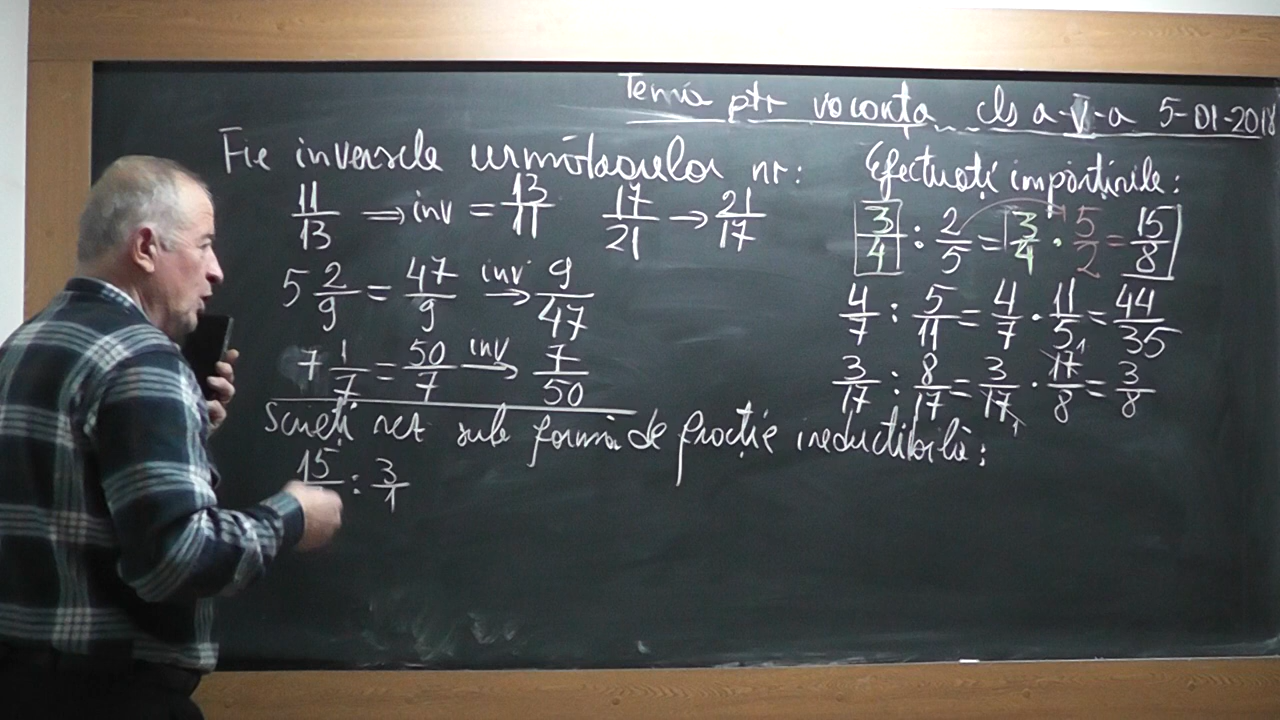 Tema ptr vacanța cls a-V-a 5-01-2018
Fie inversele următoarelor nr:
11/13 ⇒ inv = 13/11 17/21 → 21/17
5 2/9 = 47/9 inv → 9/47
7 1/7 = 50/7 inv → 7/50
Efectuați împărțirile:
3/4 : 2/5 = 3/4 · 5/2 = 15/8
4/7 : 5/11 = 4/7 · 11/5 = 44/35
3/17 : 8/17 = 3/17 · 17/8 = 3/8
Scrieți rez sub formă de fracție ireductibilă:
15/ : 3/1